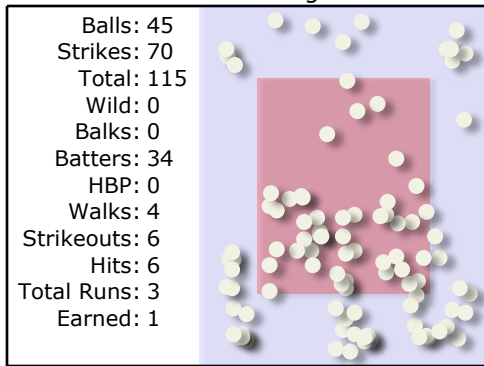 Balls: 45
Strikes: 70
Total: 115
Wild: 0
Balks: 0
Batters: 34
HBP: 0
Walks: 4
Strikeouts: 6
Hits: 6
Total Runs: 3
Earned: 1